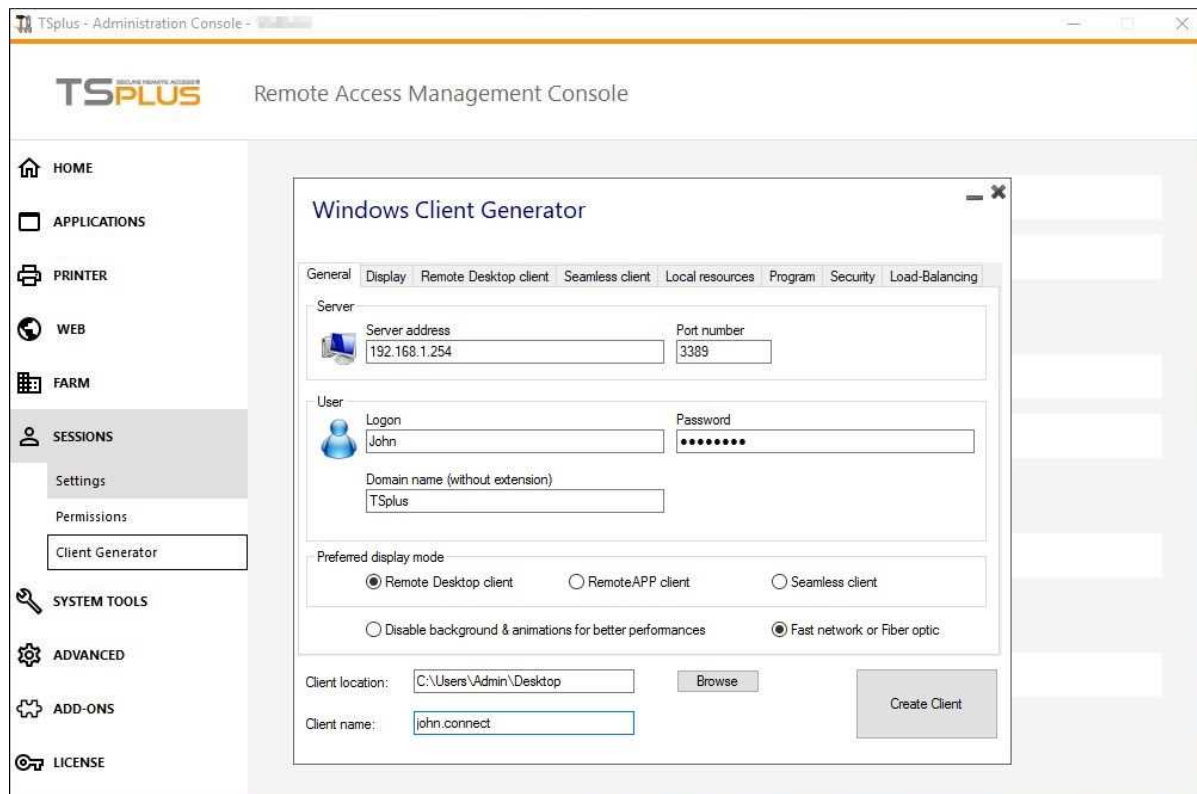 TSplus - Administration Console -
TSPLUS
SECURE REMOTE ACCESS
Remote Access Management Console
HOME
APPLICATIONS
PRINTER
WEB
FARM
SESSIONS
Settings
Permissions
Client Generator
SYSTEM TOOLS
ADVANCED
ADD-ONS
LICENSE
Windows Client Generator
General Display Remote Desktop client Seamless client Local resources Program Security Load-Balancing
Server
Server address Port number
192.168.1.254 3389
User
Logon Password
John ●●●●●●●●
Domain name (without extension)
TSplus
Preferred display mode
Remote Desktop client RemoteAPP client Seamless client
Disable background & animations for better performances Fast network or Fiber optic
Client location: C:\Users\Admin\Desktop Browse
Create Client
Client name: john.connect